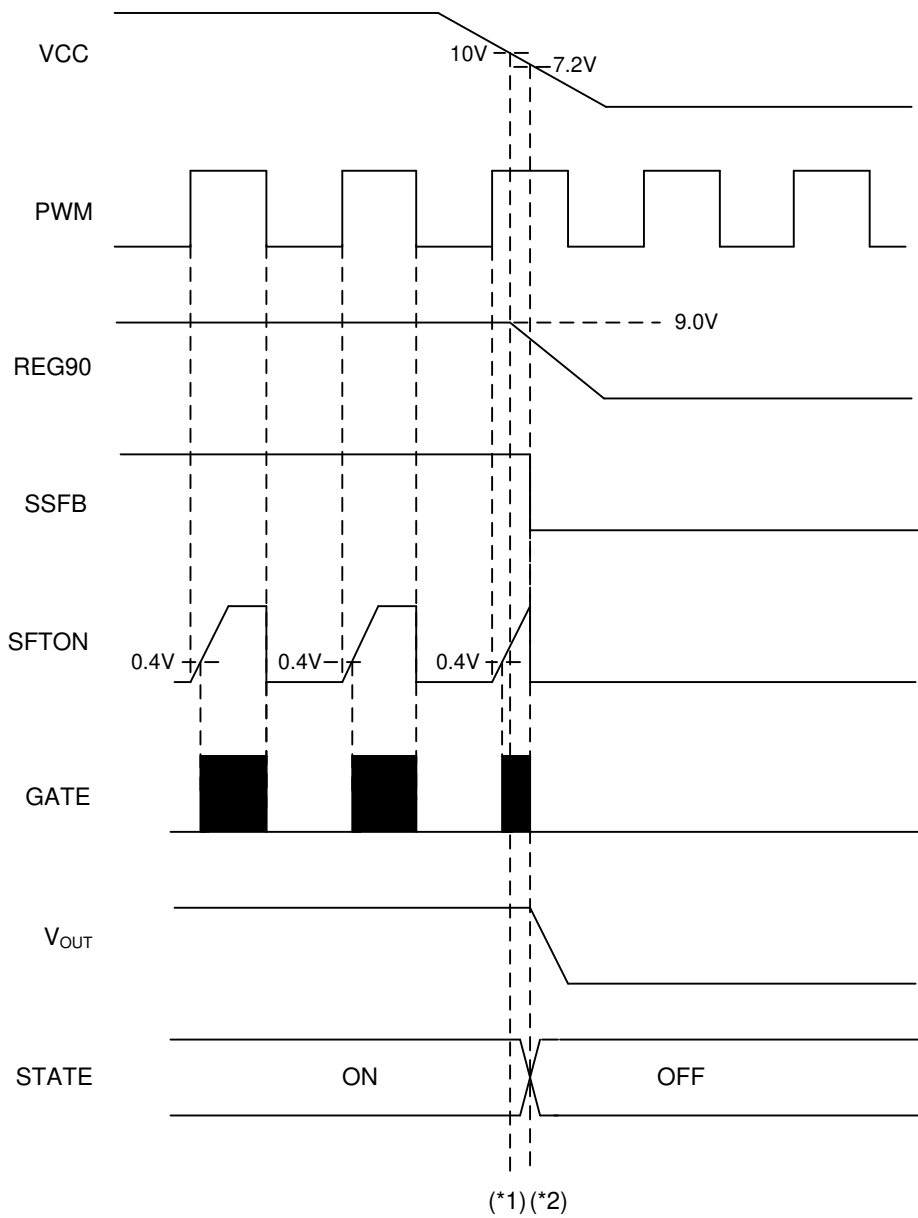 VCC
10V
7.2V
PWM
9.0V
REG90
SSFB
SFTON
0.4V
0.4V
0.4V
GATE
VOUT
STATE
ON
OFF
(*1) (*2)